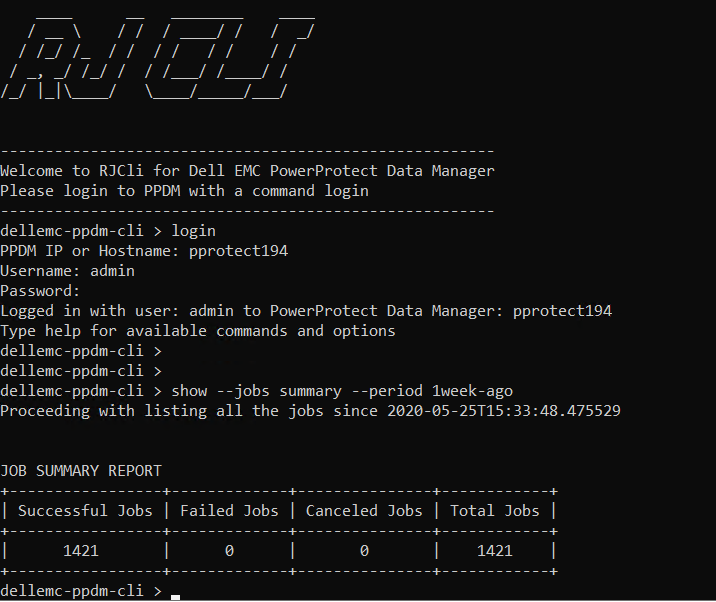 RJ CLI
-------------------------------------------------------
Welcome to RJCli for Dell EMC PowerProtect Data Manager
Please login to PPDM with a command login
-------------------------------------------------------
dellemc-ppdm-cli > login
PPDM IP or Hostname: pprotect194
Username: admin
Password:
Logged in with user: admin to PowerProtect Data Manager: pprotect194
Type help for available commands and options
dellemc-ppdm-cli >
dellemc-ppdm-cli >
dellemc-ppdm-cli > show --jobs summary --period 1week-ago
Proceeding with listing all the jobs since 2020-05-25T15:33:48.475529
JOB SUMMARY REPORT
+-----------------+-------------+---------------+------------+
| Successful Jobs | Failed Jobs | Canceled Jobs | Total Jobs |
+-----------------+-------------+---------------+------------+
|      1421       |      0      |       0       |    1421    |
+-----------------+-------------+---------------+------------+
dellemc-ppdm-cli >